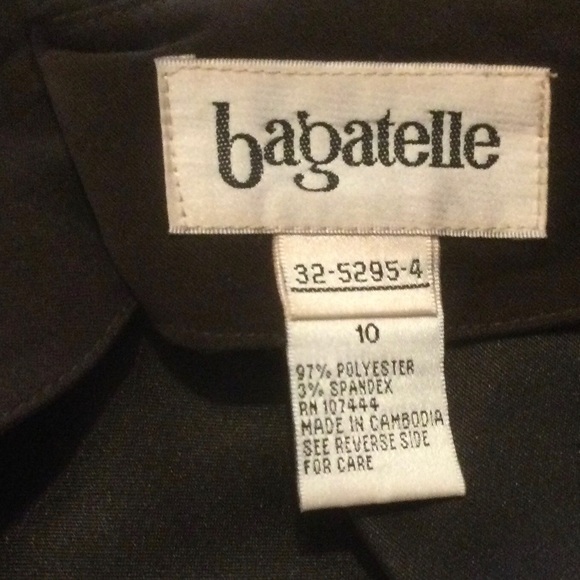 bagatelle
32-5295-4
10
97% POLYESTER
3% SPANDEX
RN 107444
MADE IN CAMBODIA
SEE REVERSE SIDE
FOR CARE